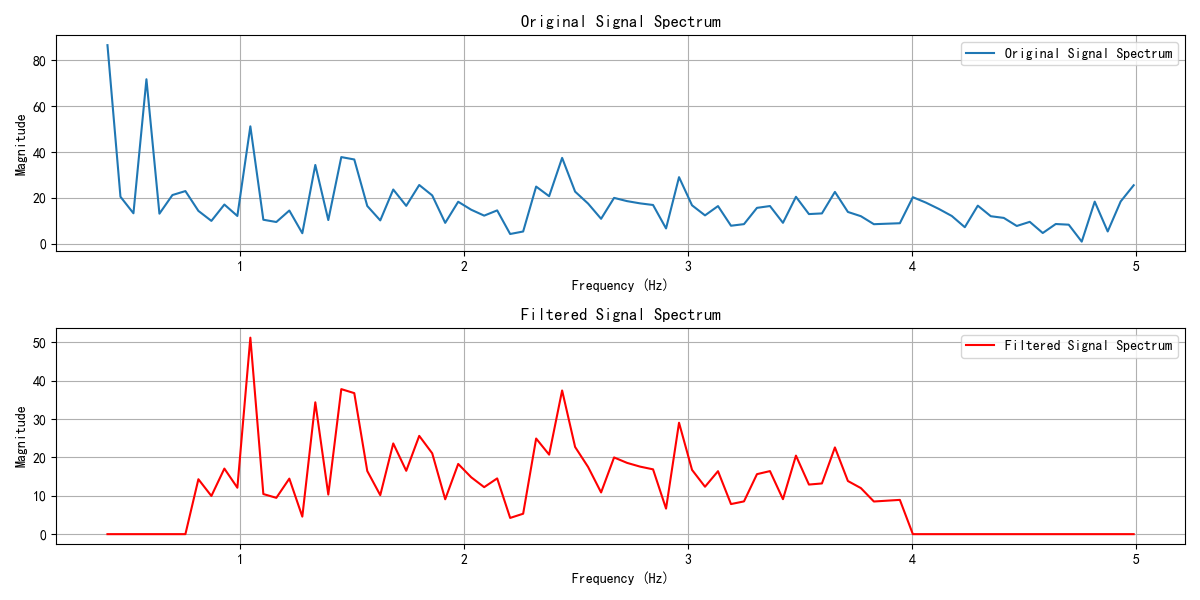 Original Signal Spectrum
Original Signal Spectrum
Magnitude
80
60
40
20
0
1 2 3 4 5
Frequency (Hz)
Filtered Signal Spectrum
Filtered Signal Spectrum
Magnitude
50
40
30
20
10
0
1 2 3 4 5
Frequency (Hz)